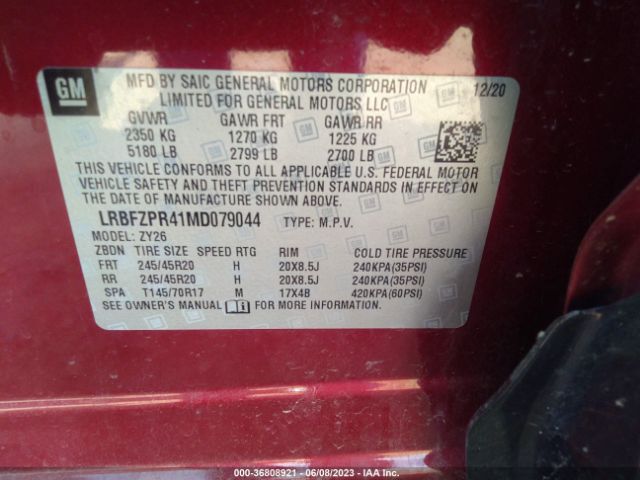 GM
MFD BY SAIC GENERAL MOTORS CORPORATION 12/20
LIMITED FOR GENERAL MOTORS LLC
GVWR GAWR FRT GAWR RR
2350 KG 1270 KG 1225 KG
5180 LB 2799 LB 2700 LB
THIS VEHICLE CONFORMS TO ALL APPLICABLE U.S. FEDERAL MOTOR
VEHICLE SAFETY AND THEFT PREVENTION STANDARDS IN EFFECT ON
THE DATE OF MANUFACTURE SHOWN ABOVE.
LRBFZPR41MD079044 TYPE: M.P.V.
MODEL: ZY26
ZBDN TIRE SIZE SPEED RTG RIM COLD TIRE PRESSURE
FRT 245/45R20 H 20X8.5J 240KPA(35PSI)
RR 245/45R20 H 20X8.5J 240KPA(35PSI)
SPA T145/70R17 M 17X4B 420KPA(60PSI)
SEE OWNER'S MANUAL FOR MORE INFORMATION.
000-36808921 - 06/08/2023 - IAA Inc.